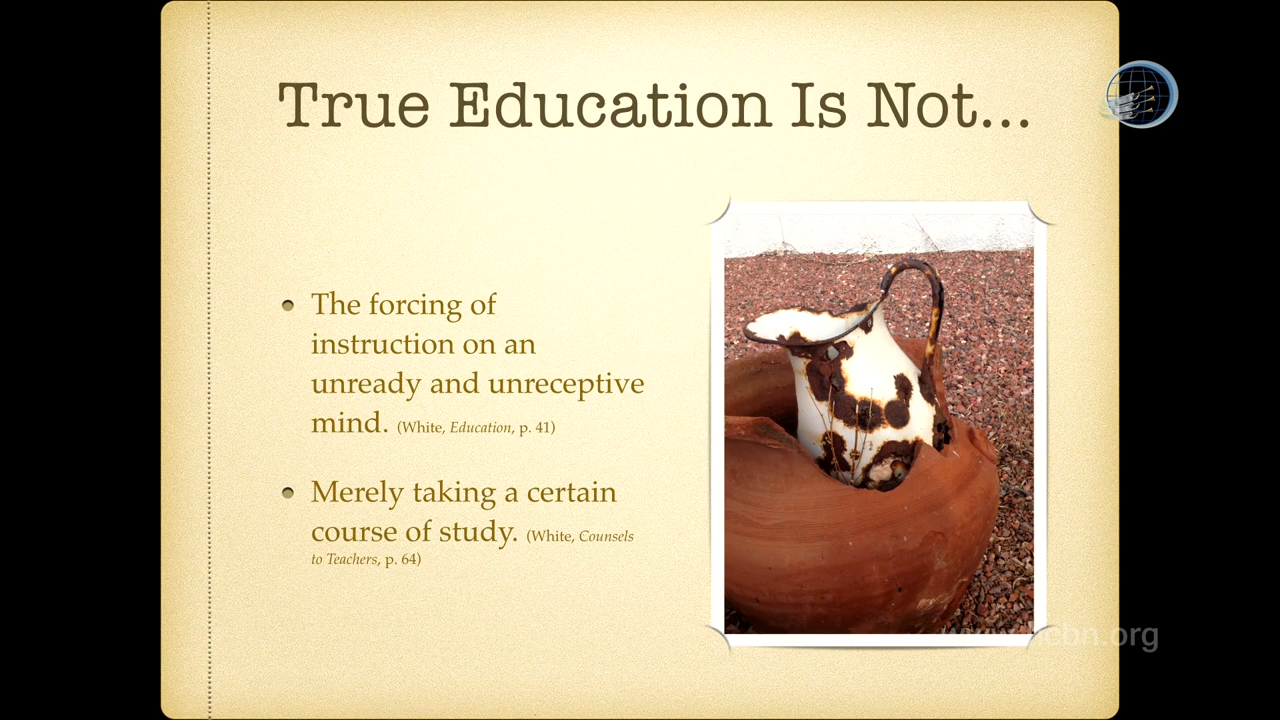 True Education Is Not...
The forcing of
instruction on an
unready and unreceptive
mind. (White, Education, p. 41)
Merely taking a certain
course of study. (White, Counsels
to Teachers, p. 64)